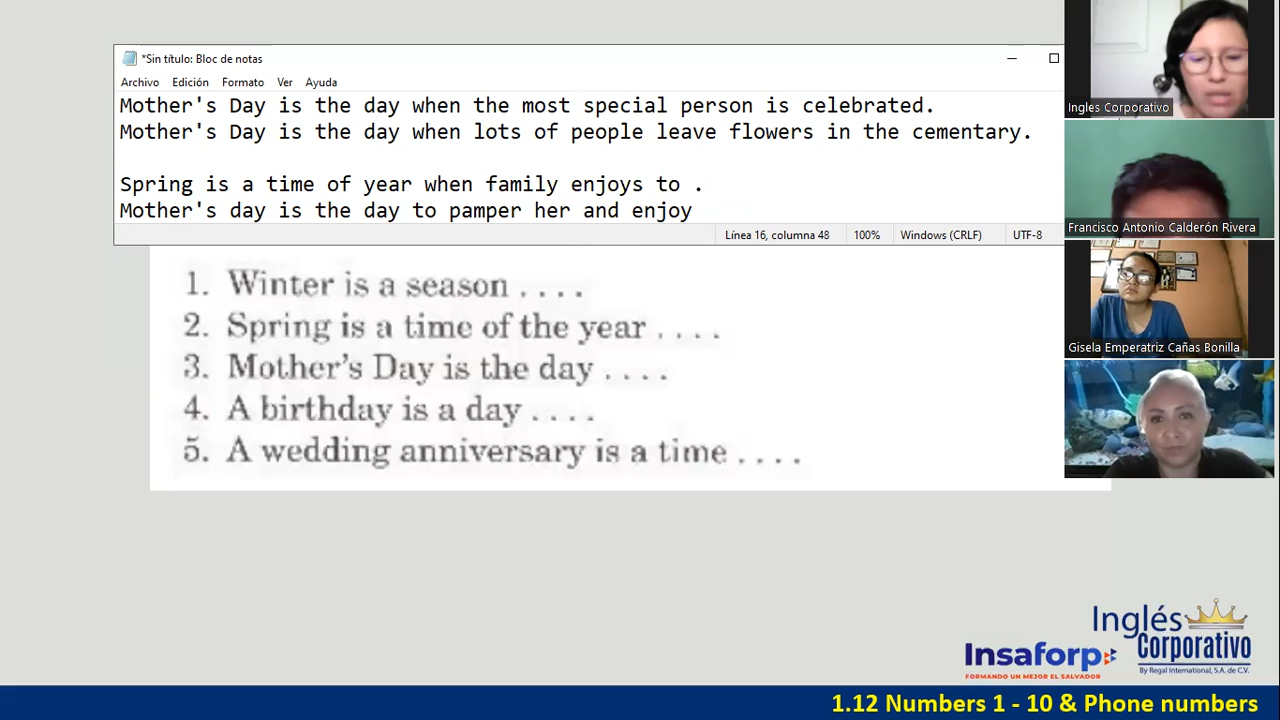 *Sin título: Bloc de notas
Archivo Edición Formato Ver Ayuda
Mother's Day is the day when the most special person is celebrated.
Mother's Day is the day when lots of people leave flowers in the cementary.
Spring is a time of year when family enjoys to .
Mother's day is the day to pamper her and enjoy
Línea 16, columna 48 100% Windows (CRLF) UTF-8
1. Winter is a season . . . .
2. Spring is a time of the year . . . .
3. Mother's Day is the day . . . .
4. A birthday is a day . . . .
5. A wedding anniversary is a time . . . .
Ingles Corporativo
Francisco Antonio Calderón Rivera
Gisela Emperatriz Cañas Bonilla
Insaforp
FORMANDO UN MEJOR EL SALVADOR
Inglés
Corporativo
By Regal International, S.A. de C.V.
1.12 Numbers 1 - 10 & Phone numbers